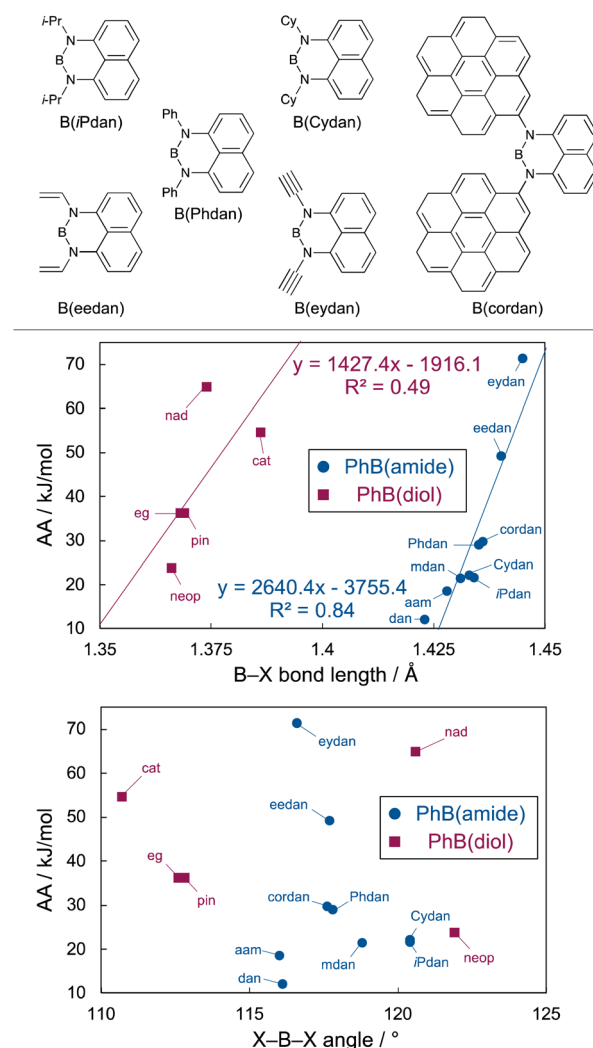 i-Pr
N
B
N
i-Pr
B(iPdan)
Ph
N
B
N
Ph
B(Phdan)
Cy
N
B
N
Cy
B(Cydan)
N
B
N
B(eedan)
N
B
N
B(eydan)
N
B
N
B(cordan)
AA / kJ/mol
70
60
50
40
30
20
10
1.35
1.375
1.4
1.425
1.45
B–X bond length / Å
y = 1427.4x - 1916.1
R² = 0.49
PhB(amide)
PhB(diol)
y = 2640.4x - 3755.4
R² = 0.84
nad
cat
eg
pin
neop
eydan
eedan
cordan
Phdan
mdan
Cydan
iPdan
aam
dan
AA / kJ/mol
70
60
50
40
30
20
10
110
115
120
125
X–B–X angle / °
PhB(amide)
PhB(diol)
cat
eydan
nad
eedan
eg
pin
cordan
Phdan
Cydan
aam
mdan
iPdan
neop
dan